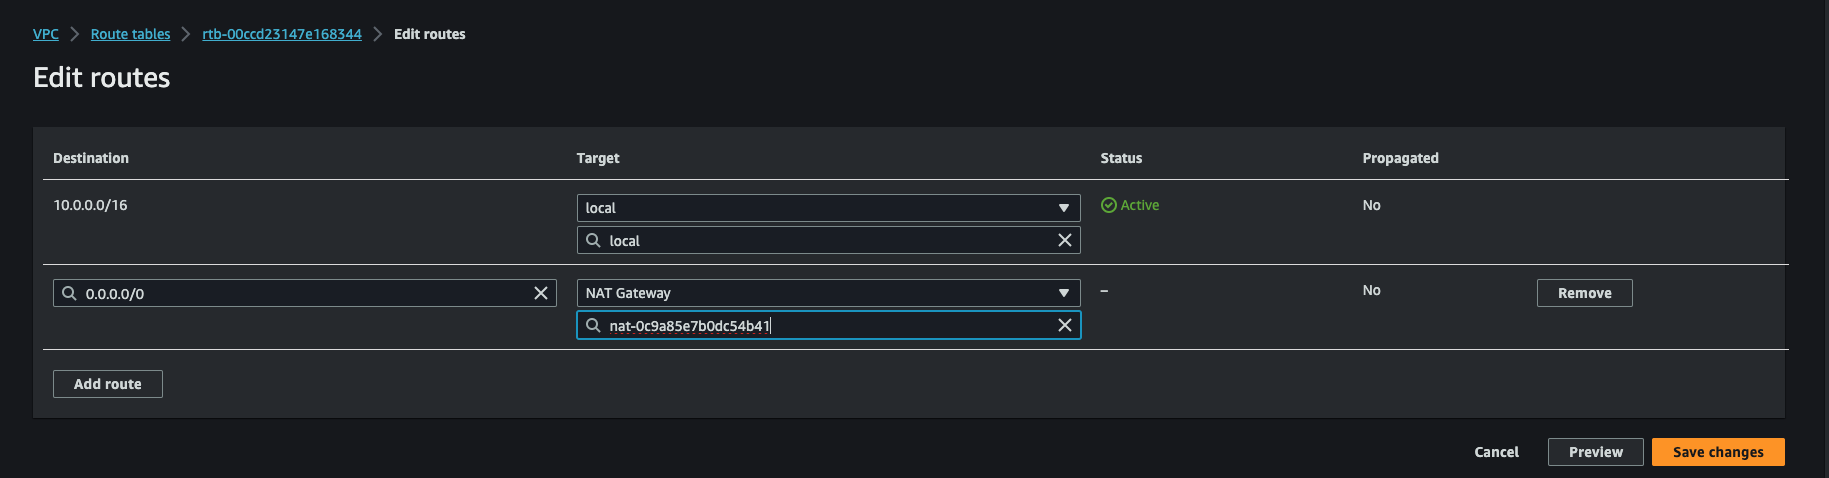 VPC > Route tables > rtb-00ccd23147e168344 > Edit routes
Edit routes
Destination Target Status Propagated
10.0.0.0/16 local Active No
local
0.0.0.0/0 NAT Gateway – No Remove
nat-0c9a85e7b0dc54b41
Add route
Cancel Preview Save changes